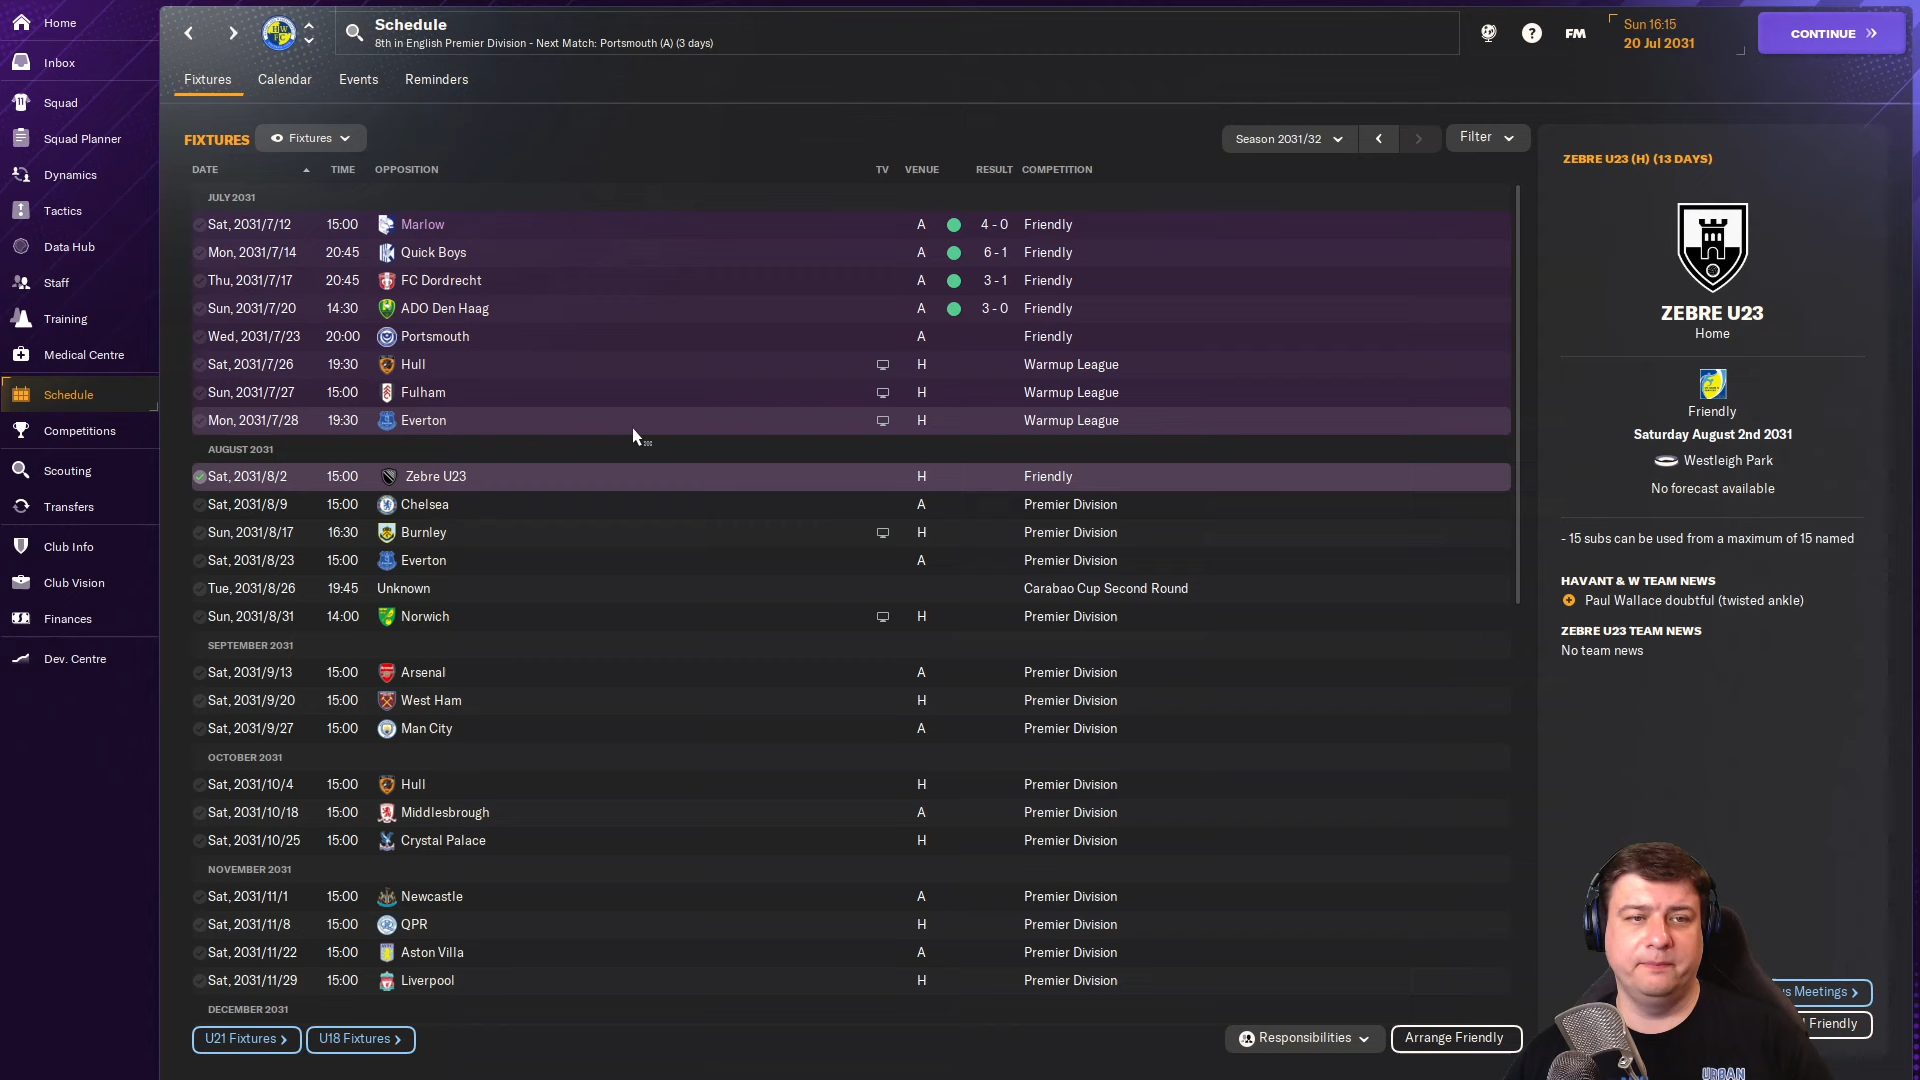 Home
Inbox
Squad
Squad Planner
Dynamics
Tactics
Data Hub
Staff
Training
Medical Centre
Schedule
Competitions
Scouting
Transfers
Club Info
Club Vision
Finances
Dev. Centre
Schedule
8th in English Premier Division - Next Match: Portsmouth (A) (3 days)
FM
Sun 16:15
20 Jul 2031
CONTINUE
Fixtures Calendar Events Reminders
FIXTURES Fixtures Season 2031/32 Filter
DATE TIME OPPOSITION TV VENUE RESULT COMPETITION
JULY 2031
Sat, 2031/7/12 15:00 Marlow A 4 - 0 Friendly
Mon, 2031/7/14 20:45 Quick Boys A 6 - 1 Friendly
Thu, 2031/7/17 20:45 FC Dordrecht A 3 - 1 Friendly
Sun, 2031/7/20 14:30 ADO Den Haag A 3 - 0 Friendly
Wed, 2031/7/23 20:00 Portsmouth A Friendly
Sat, 2031/7/26 19:30 Hull H Warmup League
Sun, 2031/7/27 15:00 Fulham H Warmup League
Mon, 2031/7/28 19:30 Everton H Warmup League
AUGUST 2031
Sat, 2031/8/2 15:00 Zebre U23 H Friendly
Sat, 2031/8/9 15:00 Chelsea A Premier Division
Sun, 2031/8/17 16:30 Burnley H Premier Division
Sat, 2031/8/23 15:00 Everton A Premier Division
Tue, 2031/8/26 19:45 Unknown Carabao Cup Second Round
Sun, 2031/8/31 14:00 Norwich H Premier Division
SEPTEMBER 2031
Sat, 2031/9/13 15:00 Arsenal A Premier Division
Sat, 2031/9/20 15:00 West Ham H Premier Division
Sat, 2031/9/27 15:00 Man City A Premier Division
OCTOBER 2031
Sat, 2031/10/4 15:00 Hull H Premier Division
Sat, 2031/10/18 15:00 Middlesbrough A Premier Division
Sat, 2031/10/25 15:00 Crystal Palace H Premier Division
NOVEMBER 2031
Sat, 2031/11/1 15:00 Newcastle A Premier Division
Sat, 2031/11/8 15:00 QPR H Premier Division
Sat, 2031/11/22 15:00 Aston Villa A Premier Division
Sat, 2031/11/29 15:00 Liverpool H Premier Division
DECEMBER 2031
U21 Fixtures U18 Fixtures Responsibilities Arrange Friendly
ZEBRE U23 (H) (13 DAYS)
ZEBRE U23
Home
Friendly
Saturday August 2nd 2031
Westleigh Park
No forecast available
- 15 subs can be used from a maximum of 15 named
HAVANT & W TEAM NEWS
Paul Wallace doubtful (twisted ankle)
ZEBRE U23 TEAM NEWS
No team news
Meetings
Friendly
URBAN